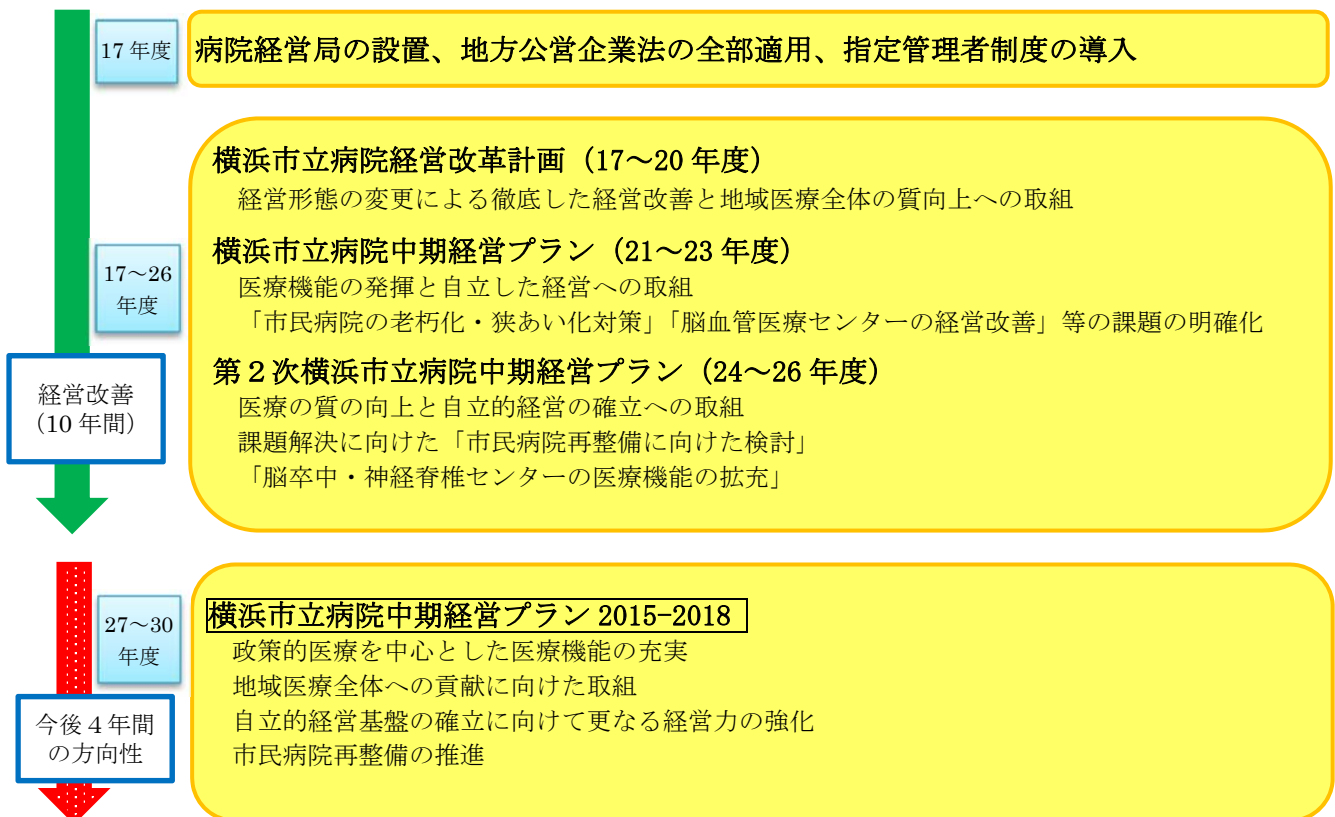 17 年度
病院経営局の設置、地方公営企業法の全部適用、指定管理者制度の導入
17～26
年度
横浜市立病院経営改革計画（17～20 年度）
経営形態の変更による徹底した経営改善と地域医療全体の質向上への取組
横浜市立病院中期経営プラン（21～23 年度）
医療機能の発揮と自立した経営への取組
「市民病院の老朽化・狭あい化対策」「脳血管医療センターの経営改善」等の課題の明確化
第２次横浜市立病院中期経営プラン（24～26 年度）
医療の質の向上と自立的経営の確立への取組
課題解決に向けた「市民病院再整備に向けた検討」
「脳卒中・神経脊椎センターの医療機能の拡充」
経営改善
（10 年間）
27～30
年度
横浜市立病院中期経営プラン 2015-2018
政策的医療を中心とした医療機能の充実
地域医療全体への貢献に向けた取組
自立的経営基盤の確立に向けて更なる経営力の強化
市民病院再整備の推進
今後４年間
の方向性